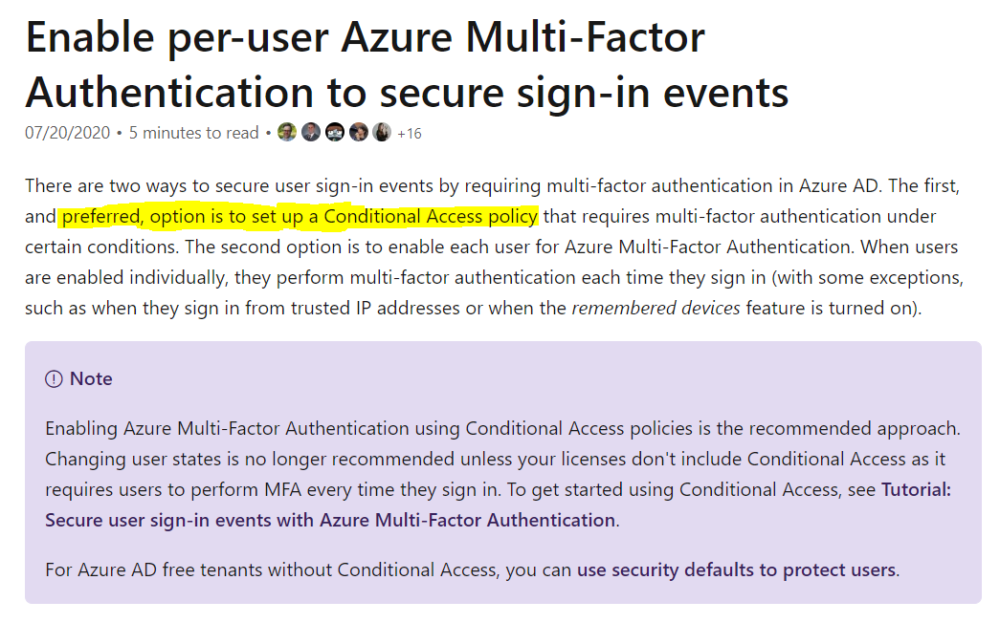 Enable per-user Azure Multi-Factor
Authentication to secure sign-in events
07/20/2020 • 5 minutes to read • +16
There are two ways to secure user sign-in events by requiring multi-factor authentication in Azure AD. The first,
and preferred, option is to set up a Conditional Access policy that requires multi-factor authentication under
certain conditions. The second option is to enable each user for Azure Multi-Factor Authentication. When users
are enabled individually, they perform multi-factor authentication each time they sign in (with some exceptions,
such as when they sign in from trusted IP addresses or when the remembered devices feature is turned on).
Note
Enabling Azure Multi-Factor Authentication using Conditional Access policies is the recommended approach.
Changing user states is no longer recommended unless your licenses don't include Conditional Access as it
requires users to perform MFA every time they sign in. To get started using Conditional Access, see Tutorial:
Secure user sign-in events with Azure Multi-Factor Authentication.
For Azure AD free tenants without Conditional Access, you can use security defaults to protect users.